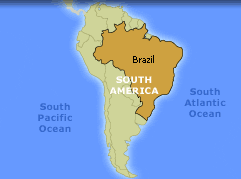 Brazil
SOUTH
AMERICA
South
Pacific
Ocean
South
Atlantic
Ocean